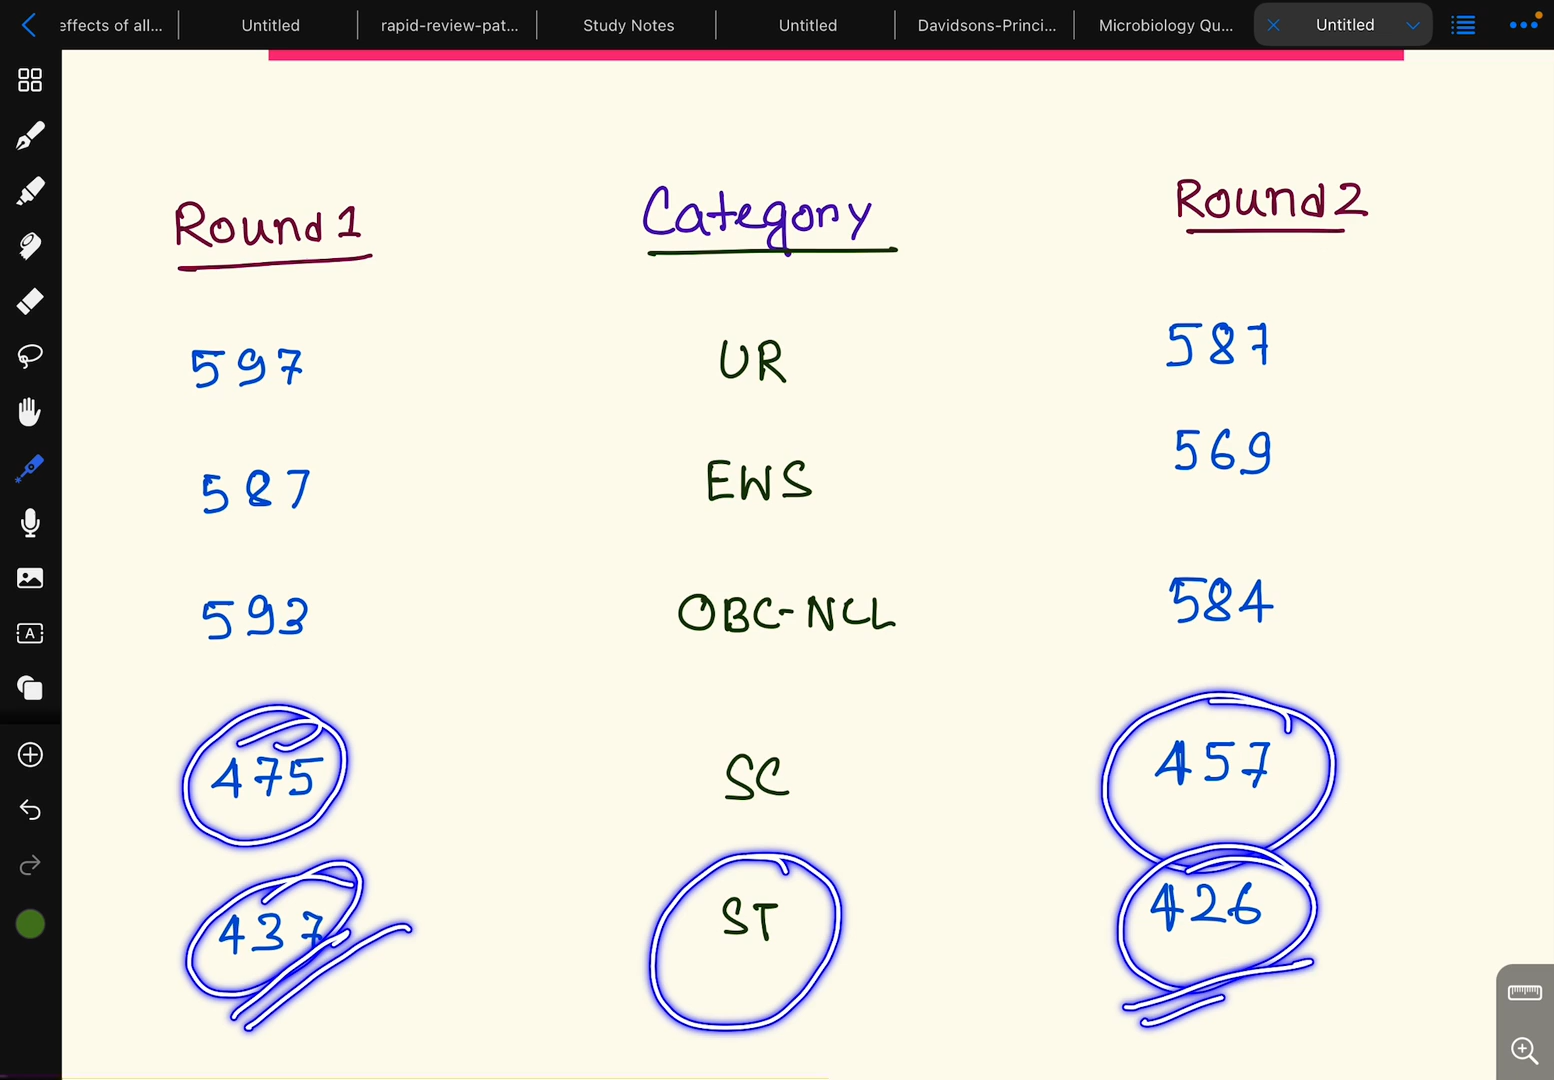 effects of all... Untitled rapid-review-pat... Study Notes Untitled Davidsons-Princi... Microbiology Qu... Untitled
Round 1 Category Round 2
597 UR 587
587 EWS 569
593 OBC-NCL 584
475 SC 457
437 ST 426